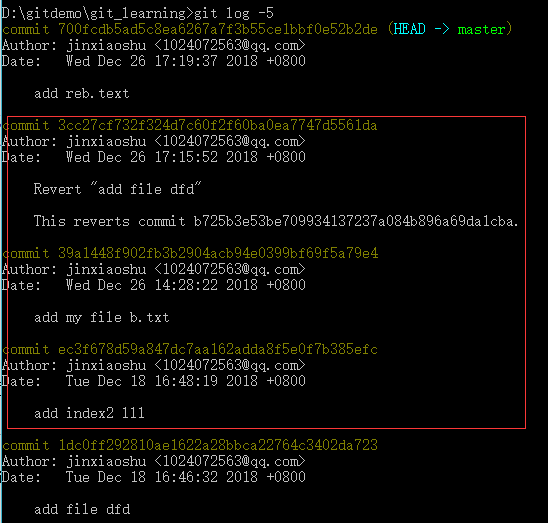 D:\gitdemo\git_learning>git log -5
commit 700fcdb5ad5c8ea6267a7f3b55ce1bbf0e52b2de (HEAD -> master)
Author: jinxiaoshu <1024072563@qq.com>
Date:   Wed Dec 26 17:19:37 2018 +0800
add reb.text
commit 3cc27cf732f324d7c60f2f60ba0ea7747d5561da
Author: jinxiaoshu <1024072563@qq.com>
Date:   Wed Dec 26 17:15:52 2018 +0800
Revert "add file dfd"
This reverts commit b725b3e53be709934137237a084b896a69da1cba.
commit 39a1448f902fb3b2904acb94e0399bf69f5a79e4
Author: jinxiaoshu <1024072563@qq.com>
Date:   Wed Dec 26 14:28:22 2018 +0800
add my file b.txt
commit ec3f678d59a847dc7aa162adda8f5e0f7b385efc
Author: jinxiaoshu <1024072563@qq.com>
Date:   Tue Dec 18 16:48:19 2018 +0800
add index2 111
commit 1dc0ff292810ae1622a28bbca22764c3402da723
Author: jinxiaoshu <1024072563@qq.com>
Date:   Tue Dec 18 16:46:32 2018 +0800
add file dfd